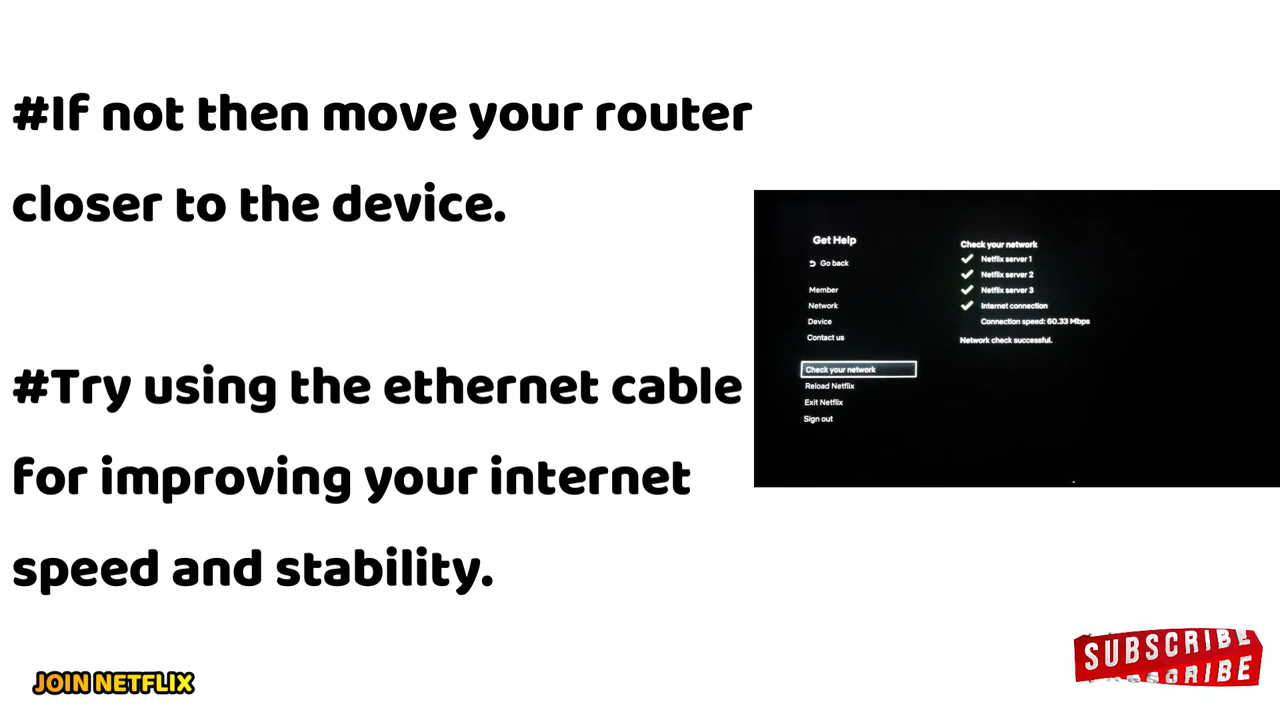 #If not then move your router
closer to the device.
#Try using the ethernet cable
for improving your internet
speed and stability.
Get Help
Go back
Member
Network
Device
Contact us
Check your network
Reload Netflix
Exit Netflix
Sign out
Check your network
Netflix server 1
Netflix server 2
Netflix server 3
Internet connection
Connection speed: 60.33 Mbps
Network check successful.
JOIN NETFLIX
SUBSCRIBE
SUBSCRIBE